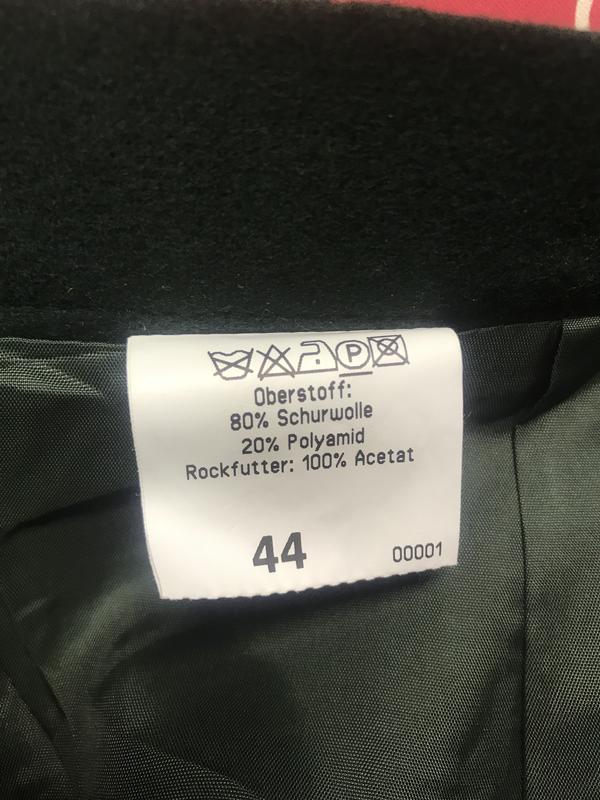 P
Oberstoff:
80% Schurwolle
20% Polyamid
Rockfutter: 100% Acetat
44 00001